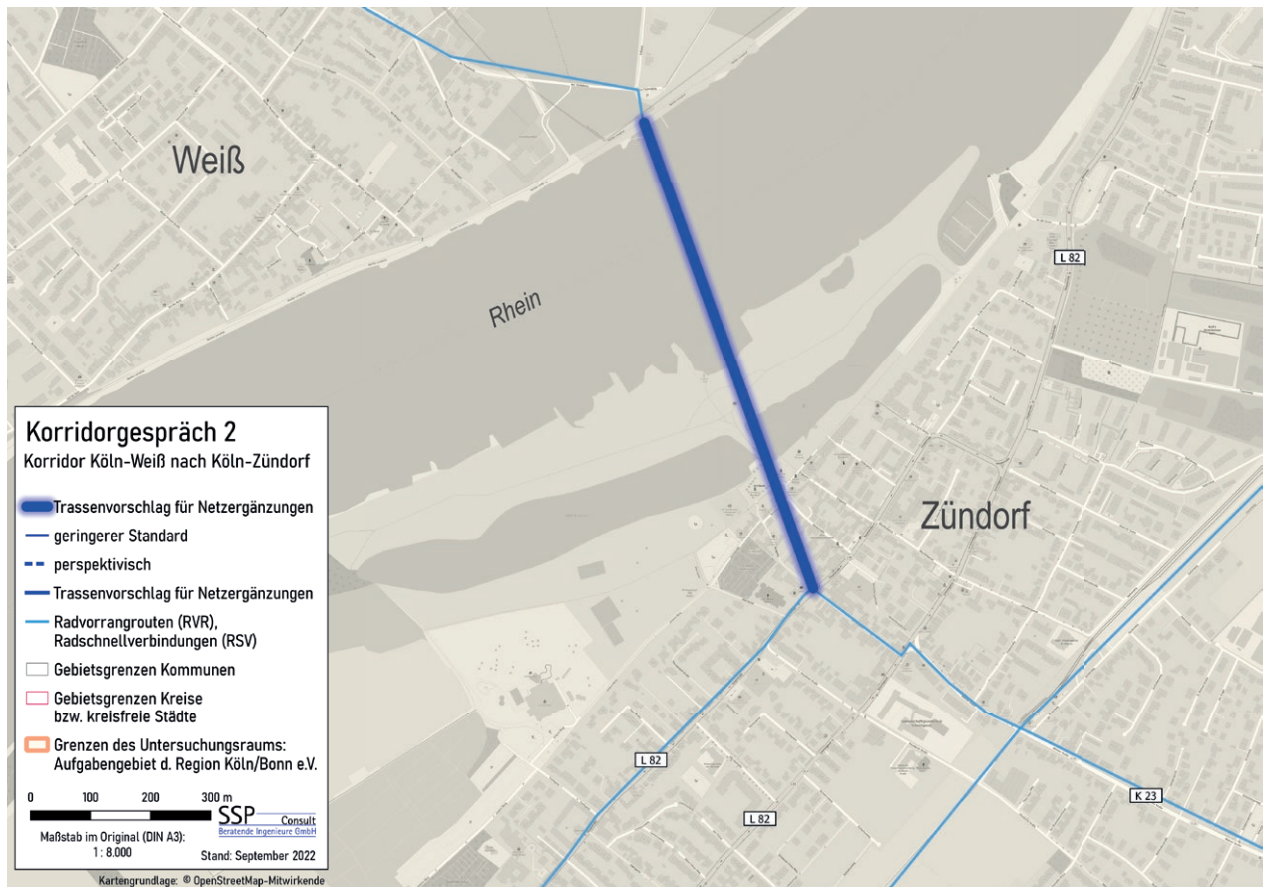 Weiß
Rhein
L 82
Zündorf
L 82
L 82
K 23
Korridorgespräch 2
Korridor Köln-Weiß nach Köln-Zündorf
Trassenvorschlag für Netzergänzungen
geringerer Standard
perspektivisch
Trassenvorschlag für Netzergänzungen
Radvorrangrouten (RVR),
Radschnellverbindungen (RSV)
Gebietsgrenzen Kommunen
Gebietsgrenzen Kreise
bzw. kreisfreie Städte
Grenzen des Untersuchungsraums:
Aufgabengebiet d. Region Köln/Bonn e.V.
0 100 200 300 m
SSP Consult
Beratende Ingenieure GmbH
Maßstab im Original (DIN A3):
1 : 8.000
Stand: September 2022
Kartengrundlage: © OpenStreetMap-Mitwirkende